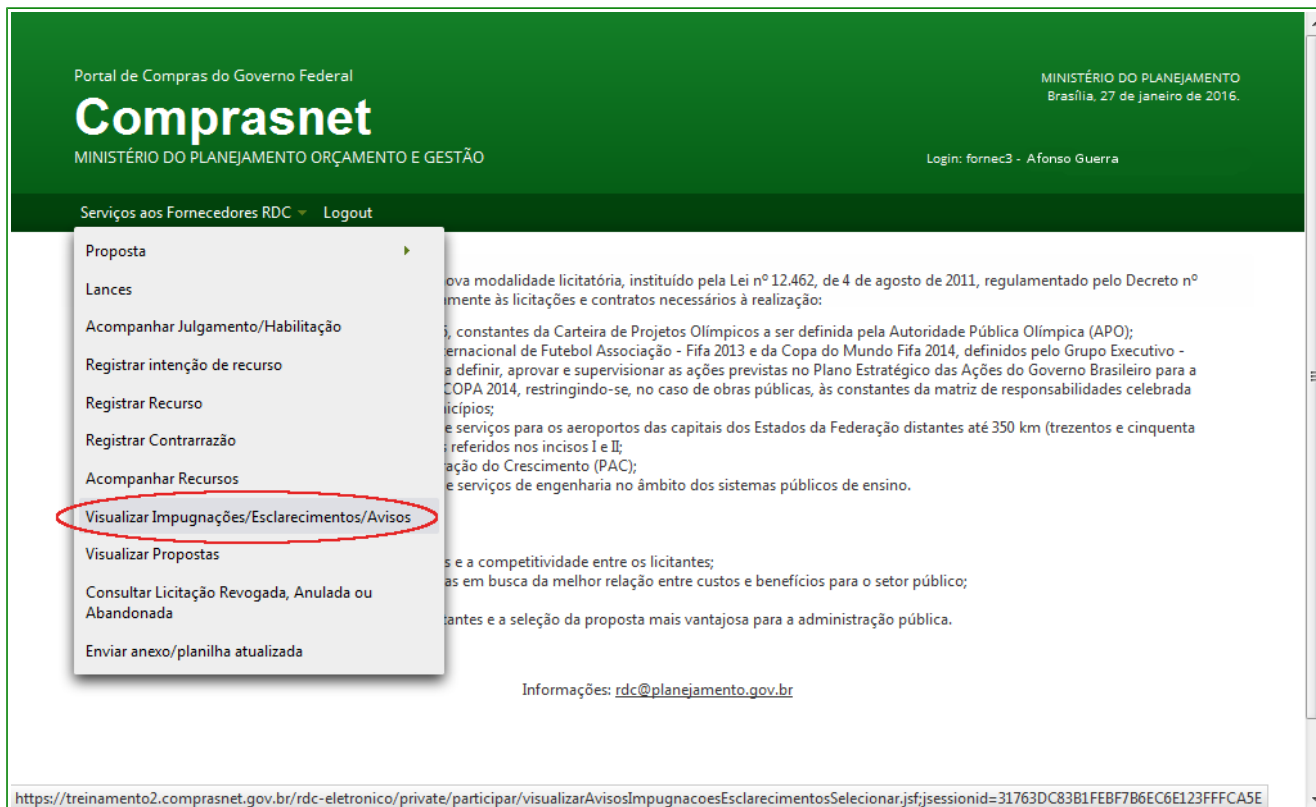 Portal de Compras do Governo Federal
MINISTÉRIO DO PLANEJAMENTO
Brasília, 27 de janeiro de 2016.
Comprasnet
MINISTÉRIO DO PLANEJAMENTO ORÇAMENTO E GESTÃO
Login: fornec3 - Afonso Guerra
Serviços aos Fornecedores RDC Logout
Proposta
Lances
Acompanhar Julgamento/Habilitação
Registrar intenção de recurso
Registrar Recurso
Registrar Contrarrazão
Acompanhar Recursos
Visualizar Impugnações/Esclarecimentos/Avisos
Visualizar Propostas
Consultar Licitação Revogada, Anulada ou
Abandonada
Enviar anexo/planilha atualizada
ova modalidade licitatória, instituído pela Lei nº 12.462, de 4 de agosto de 2011, regulamentado pelo Decreto nº
mente às licitações e contratos necessários à realização:
, constantes da Carteira de Projetos Olímpicos a ser definida pela Autoridade Pública Olímpica (APO);
ernacional de Futebol Associação - Fifa 2013 e da Copa do Mundo Fifa 2014, definidos pelo Grupo Executivo -
a definir, aprovar e supervisionar as ações previstas no Plano Estratégico das Ações do Governo Brasileiro para a
COPA 2014, restringindo-se, no caso de obras públicas, às constantes da matriz de responsabilidades celebrada
icípios;
e serviços para os aeroportos das capitais dos Estados da Federação distantes até 350 km (trezentos e cinquenta
s referidos nos incisos I e II;
ração do Crescimento (PAC);
e serviços de engenharia no âmbito dos sistemas públicos de ensino.
s e a competitividade entre os licitantes;
as em busca da melhor relação entre custos e benefícios para o setor público;
tantes e a seleção da proposta mais vantajosa para a administração pública.
Informações: rdc@planejamento.gov.br
https://treinamento2.comprasnet.gov.br/rdc-eletronico/private/participar/visualizarAvisosImpugnacoesEsclarecimentosSelecionar.jsf;jsessionid=31763DC83B1FEBF7B6EC6E123FFFCA5E